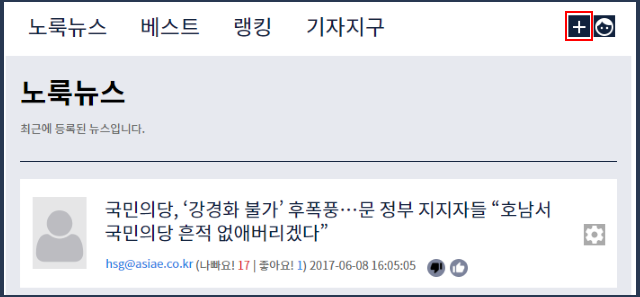 노룩뉴스 베스트 랭킹 기자지구
노룩뉴스
최근에 등록된 뉴스입니다.
국민의당, ‘강경화 불가’ 후폭풍…문 정부 지지자들 “호남서
국민의당 흔적 없애버리겠다”
hsg@asiae.co.kr (나빠요! 17 | 좋아요! 1) 2017-06-08 16:05:05